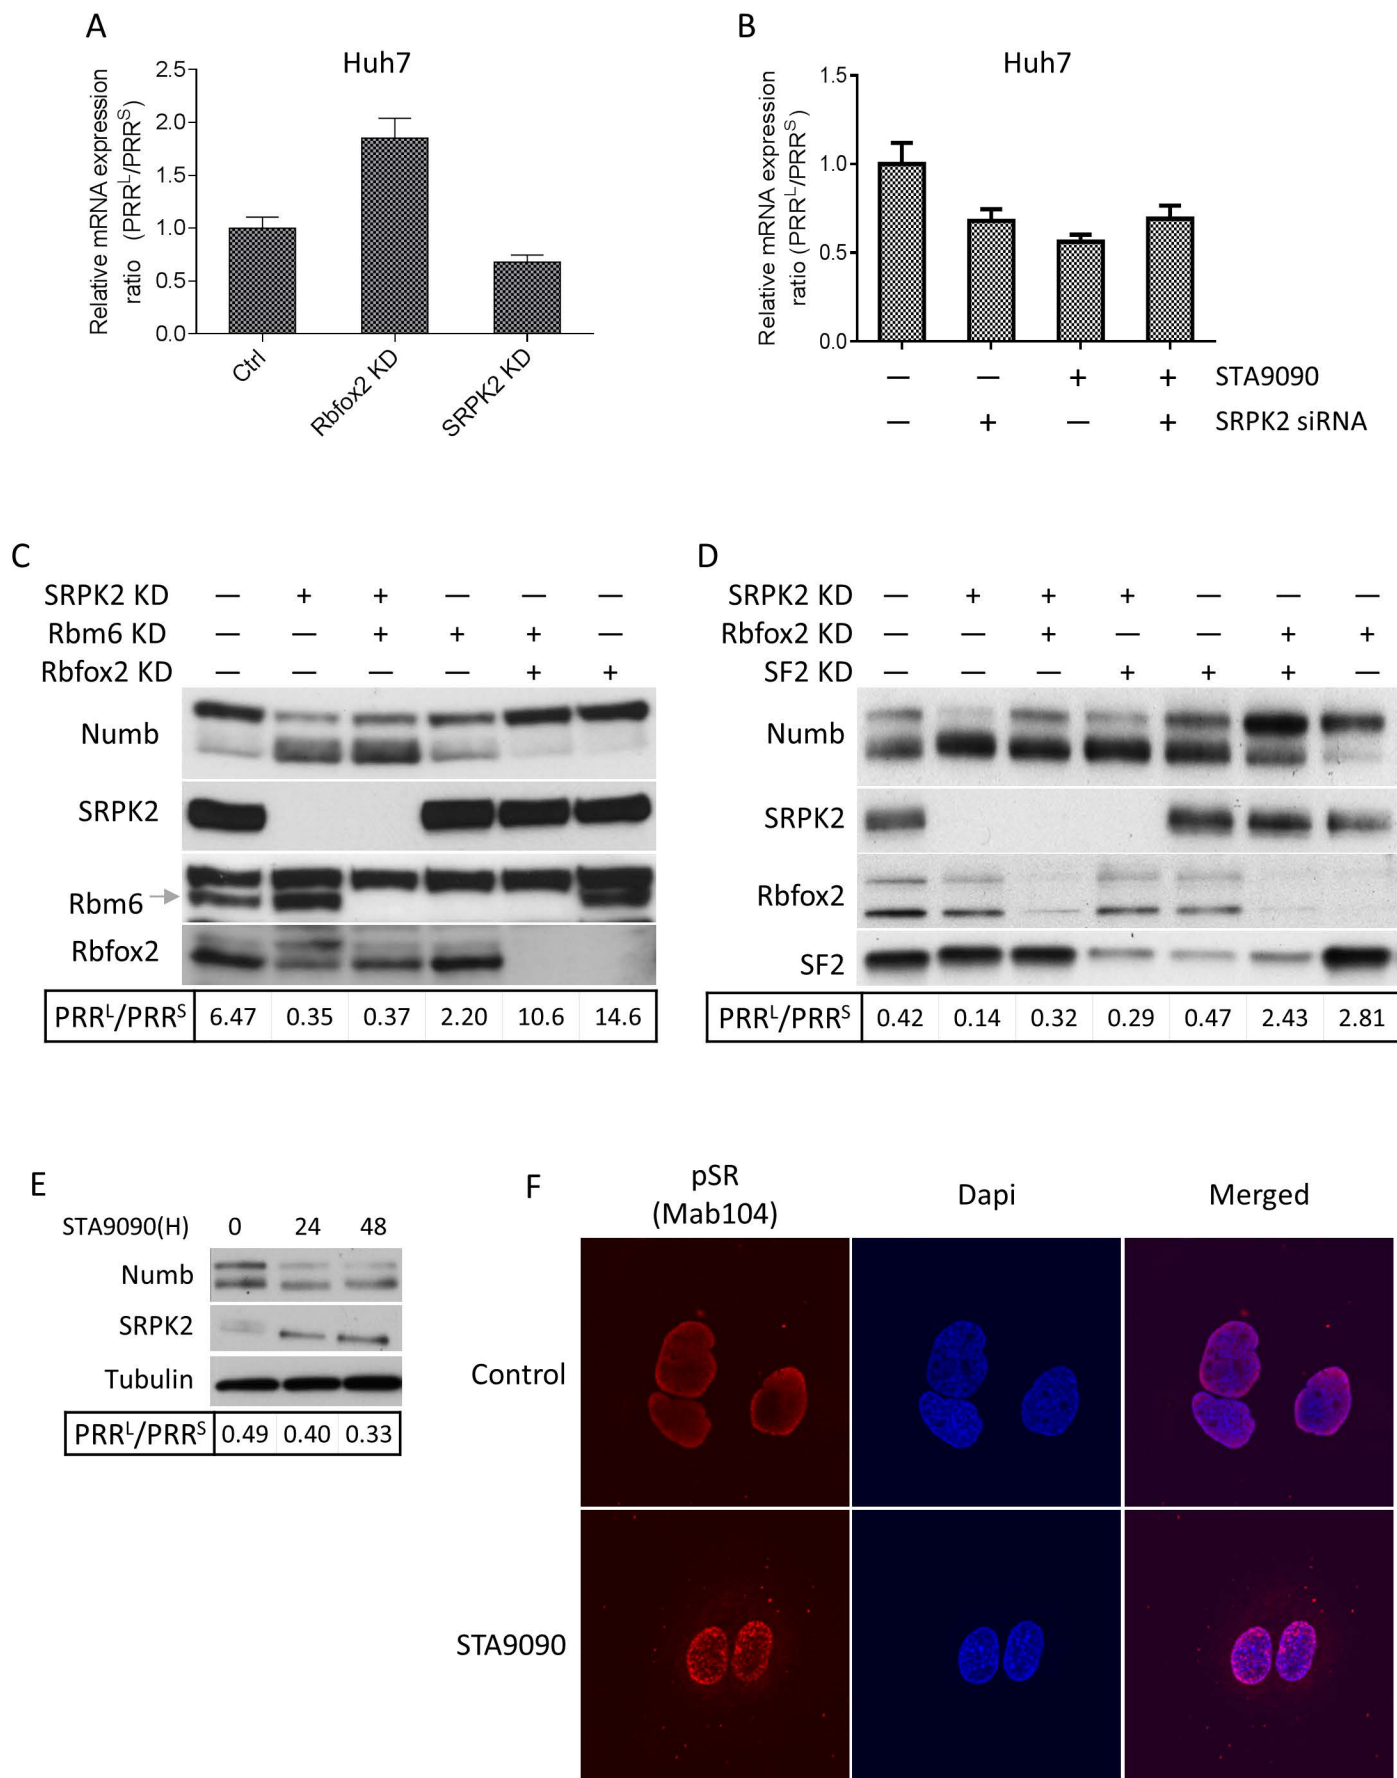 A
Huh7
Relative mRNA expression
ratio (PRR^L/PRR^S)
2.5
2.0
1.5
1.0
0.5
0.0
Ctrl
Rbfox2 KD
SRPK2 KD
B
Huh7
Relative mRNA expression
ratio (PRR^L/PRR^S)
1.5
1.0
0.5
0.0
— — + + STA9090
— + — + SRPK2 siRNA
C
SRPK2 KD — + + — — —
Rbm6 KD — — + + + —
Rbfox2 KD — — — — + +
Numb
SRPK2
Rbm6
Rbfox2
PRR^L/PRR^S 6.47 0.35 0.37 2.20 10.6 14.6
D
SRPK2 KD — + + + — — —
Rbfox2 KD — — + — — + +
SF2 KD — — — + + + —
Numb
SRPK2
Rbfox2
SF2
PRR^L/PRR^S 0.42 0.14 0.32 0.29 0.47 2.43 2.81
E
STA9090(H) 0 24 48
Numb
SRPK2
Tubulin
PRR^L/PRR^S 0.49 0.40 0.33
F
pSR
(Mab104)
Dapi
Merged
Control
STA9090